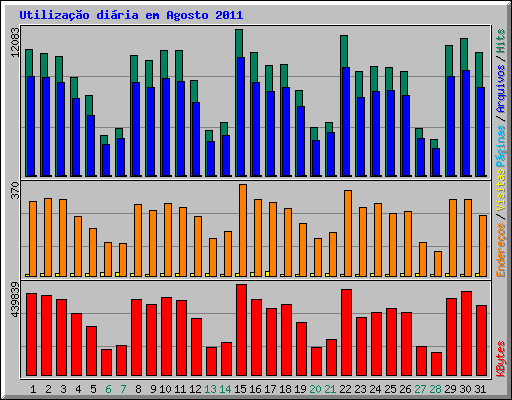 Utilização diária em Agosto 2011
12083
370
439839
Endereços / Visitas Páginas / Arquivos / Hits
KBytes
1 2 3 4 5 6 7 8 9 10 11 12 13 14 15 16 17 18 19 20 21 22 23 24 25 26 27 28 29 30 31